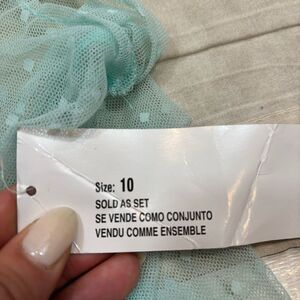 Size: 10
SOLD AS SET
SE VENDE COMO CONJUNTO
VENDU COMME ENSEMBLE